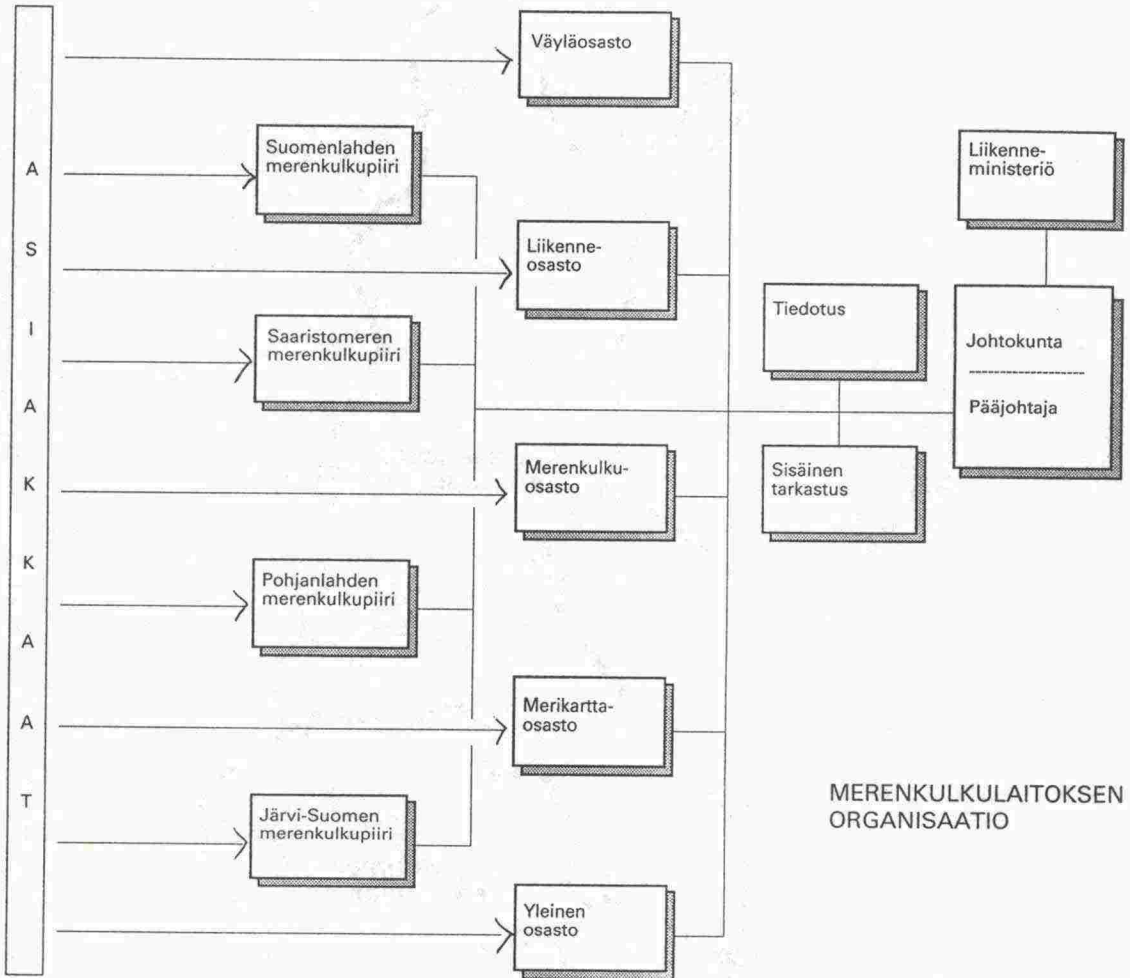 ASIAKKAAT
Väyläosasto
Suomenlahden
merenkulkupiiri
Liikenne-
osasto
Saaristomeren
merenkulkupiiri
Merenkulku-
osasto
Pohjanlahden
merenkulkupiiri
Merikartta-
osasto
Järvi-Suomen
merenkulkupiiri
Yleinen
osasto
Tiedotus
Sisäinen
tarkastus
Liikenne-
ministeriö
Johtokunta
Pääjohtaja
MERENKULKULAITOKSEN
ORGANISAATIO